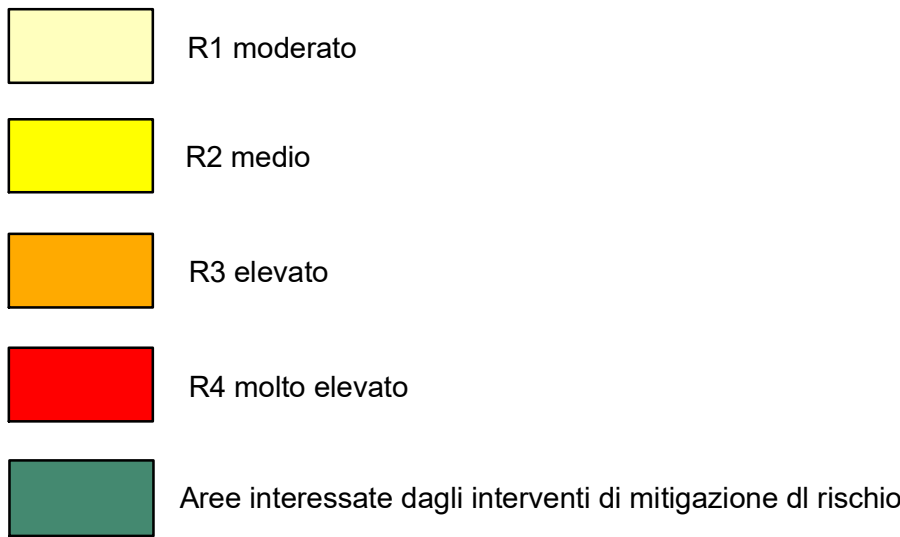 R1 moderato
R2 medio
R3 elevato
R4 molto elevato
Aree interessate dagli interventi di mitigazione dl rischio